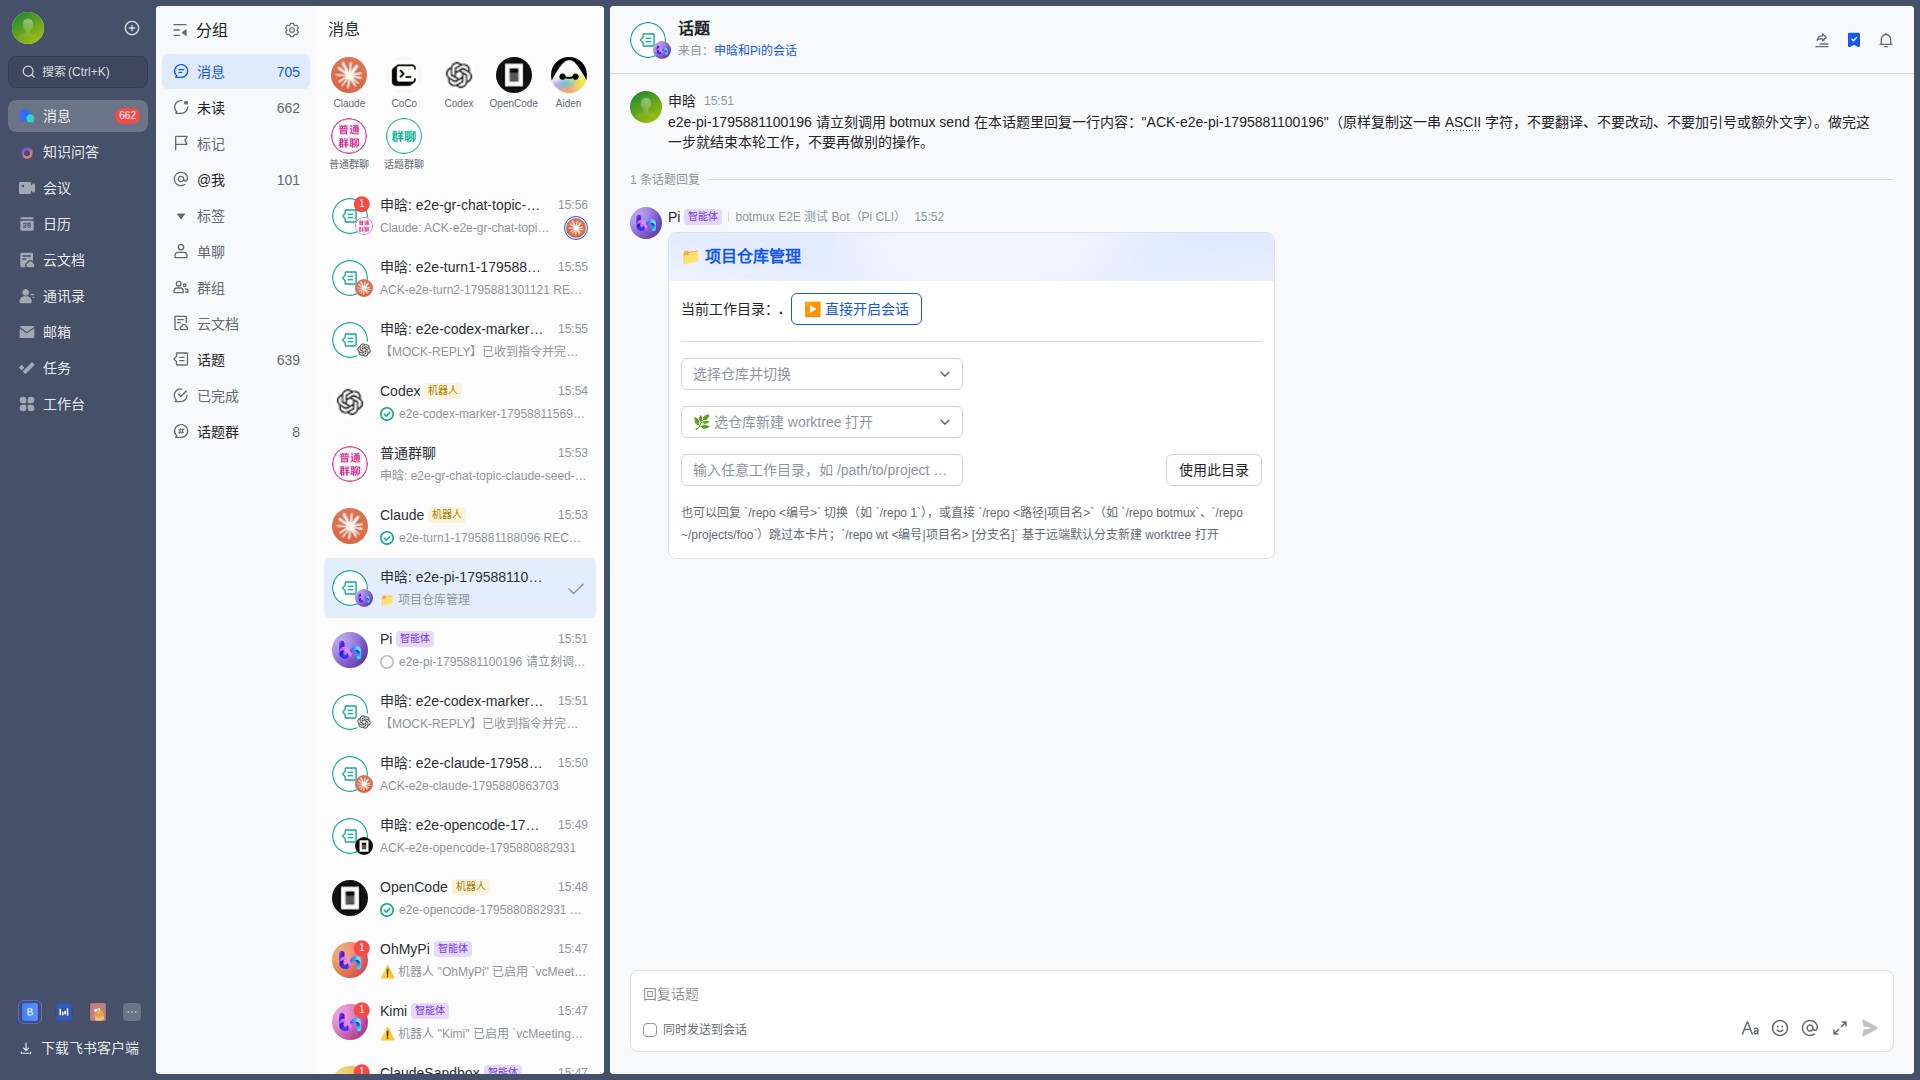 搜索 (Ctrl+K)
消息 662
知识问答
会议
日历
云文档
通讯录
邮箱
任务
工作台
下载飞书客户端
分组
消息 705
未读 662
标记
@我 101
标签
单聊
群组
云文档
话题 639
已完成
话题群 8
消息
Claude CoCo Codex OpenCode Aiden
普通群聊 群聊
普通群聊 话题群聊
1 申晗: e2e-gr-chat-topic-... 15:56
Claude: ACK-e2e-gr-chat-topi...
申晗: e2e-turn1-179588... 15:55
ACK-e2e-turn2-1795881301121 RE...
申晗: e2e-codex-marker... 15:55
【MOCK-REPLY】已收到指令并完...
Codex 机器人 15:54
e2e-codex-marker-17958811569...
普通群聊
普通群聊 15:53
申晗: e2e-gr-chat-topic-claude-seed-...
Claude 机器人 15:53
e2e-turn1-1795881188096 REC...
申晗: e2e-pi-179588110...
📁 项目仓库管理
Pi 智能体 15:51
e2e-pi-1795881100196 请立刻调...
申晗: e2e-codex-marker... 15:51
【MOCK-REPLY】已收到指令并完...
申晗: e2e-claude-17958... 15:50
ACK-e2e-claude-1795880863703
申晗: e2e-opencode-17... 15:49
ACK-e2e-opencode-1795880882931
OpenCode 机器人 15:48
e2e-opencode-1795880882931 ...
1 OhMyPi 智能体 15:47
⚠️ 机器人 "OhMyPi" 已启用 `vcMeet...
1 Kimi 智能体 15:47
⚠️ 机器人 "Kimi" 已启用 `vcMeeting...
1 ClaudeSandbox 智能体 15:47
话题
来自：申晗和Pi的会话
申晗 15:51
e2e-pi-1795881100196 请立刻调用 botmux send 在本话题里回复一行内容："ACK-e2e-pi-1795881100196"（原样复制这一串 ASCII 字符，不要翻译、不要改动、不要加引号或额外文字）。做完这
一步就结束本轮工作，不要再做别的操作。
1 条话题回复
Pi 智能体 | botmux E2E 测试 Bot（Pi CLI） 15:52
📁 项目仓库管理
当前工作目录：. ▶️ 直接开启会话
选择仓库并切换
🌿 选仓库新建 worktree 打开
输入任意工作目录，如 /path/to/project ... 使用此目录
也可以回复 `/repo <编号>` 切换（如 `/repo 1`），或直接 `/repo <路径|项目名>`（如 `/repo botmux`、`/repo
~/projects/foo`）跳过本卡片；`/repo wt <编号|项目名> [分支名]` 基于远端默认分支新建 worktree 打开
回复话题
同时发送到会话